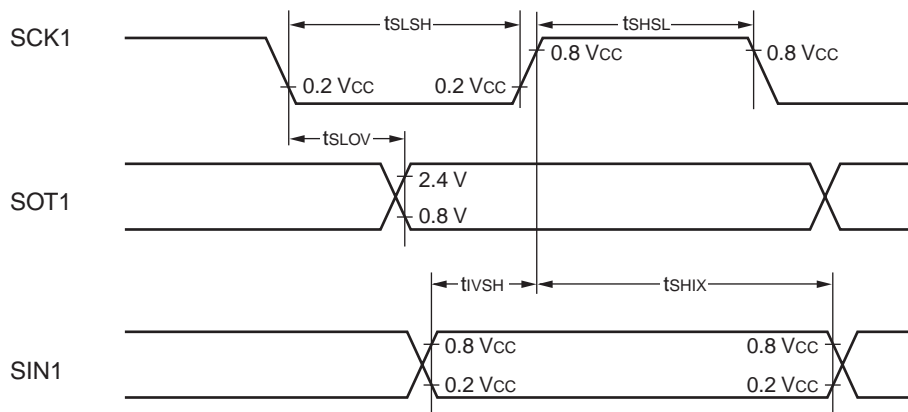 tSLSH tSHSL
SCK1
0.8 VCC 0.8 VCC
0.2 VCC 0.2 VCC
tSLOV
2.4 V
SOT1
0.8 V
tIVSH tSHIX
0.8 VCC 0.8 VCC
SIN1
0.2 VCC 0.2 VCC